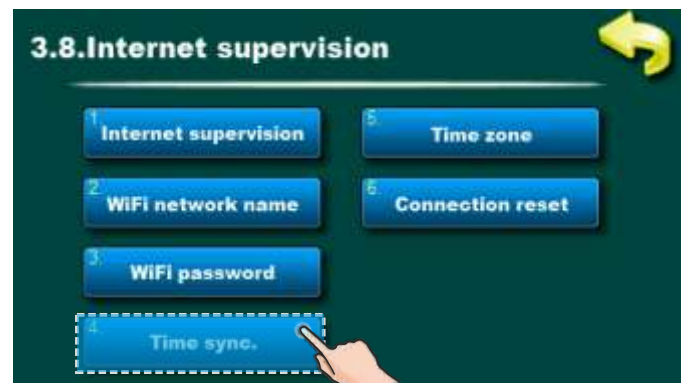 3.8.Internet supervision
1. Internet supervision
2. WiFi network name
3. WiFi password
4. Time sync.
5. Time zone
6. Connection reset